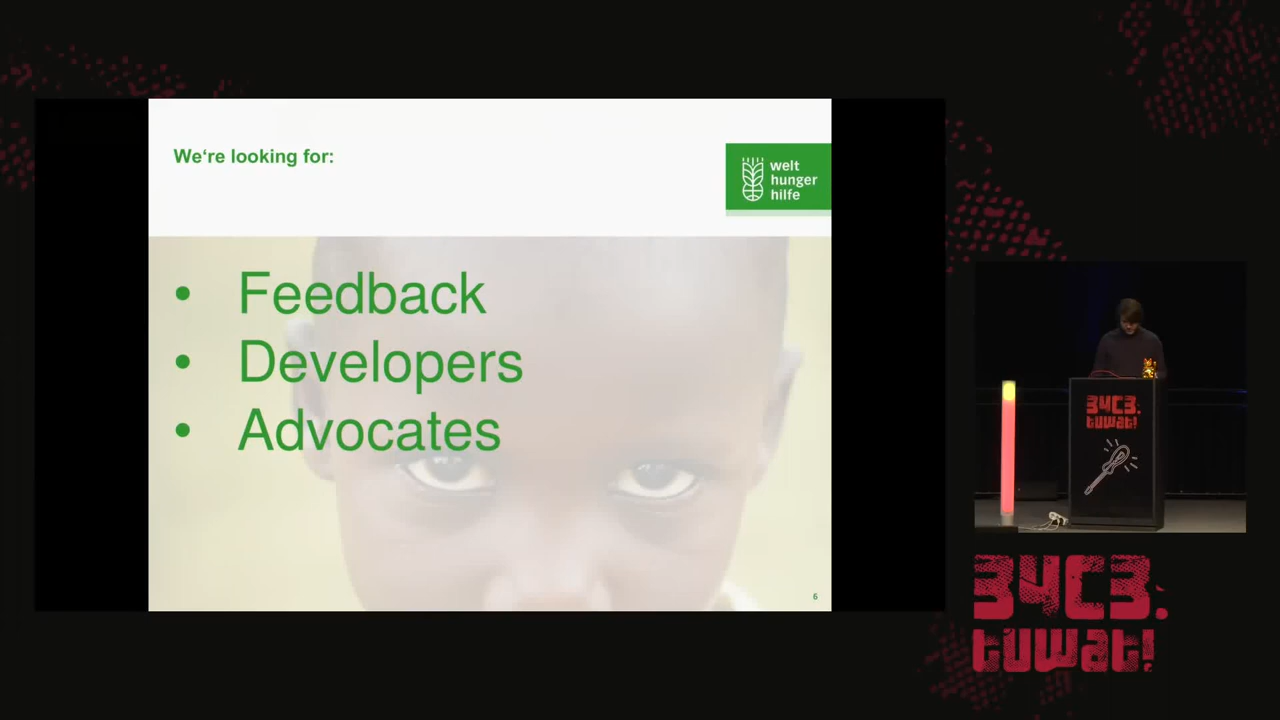 We're looking for:
welt
hunger
hilfe
• Feedback
• Developers
• Advocates
6
34C3.
tuwat!
34C3.
tuwat!